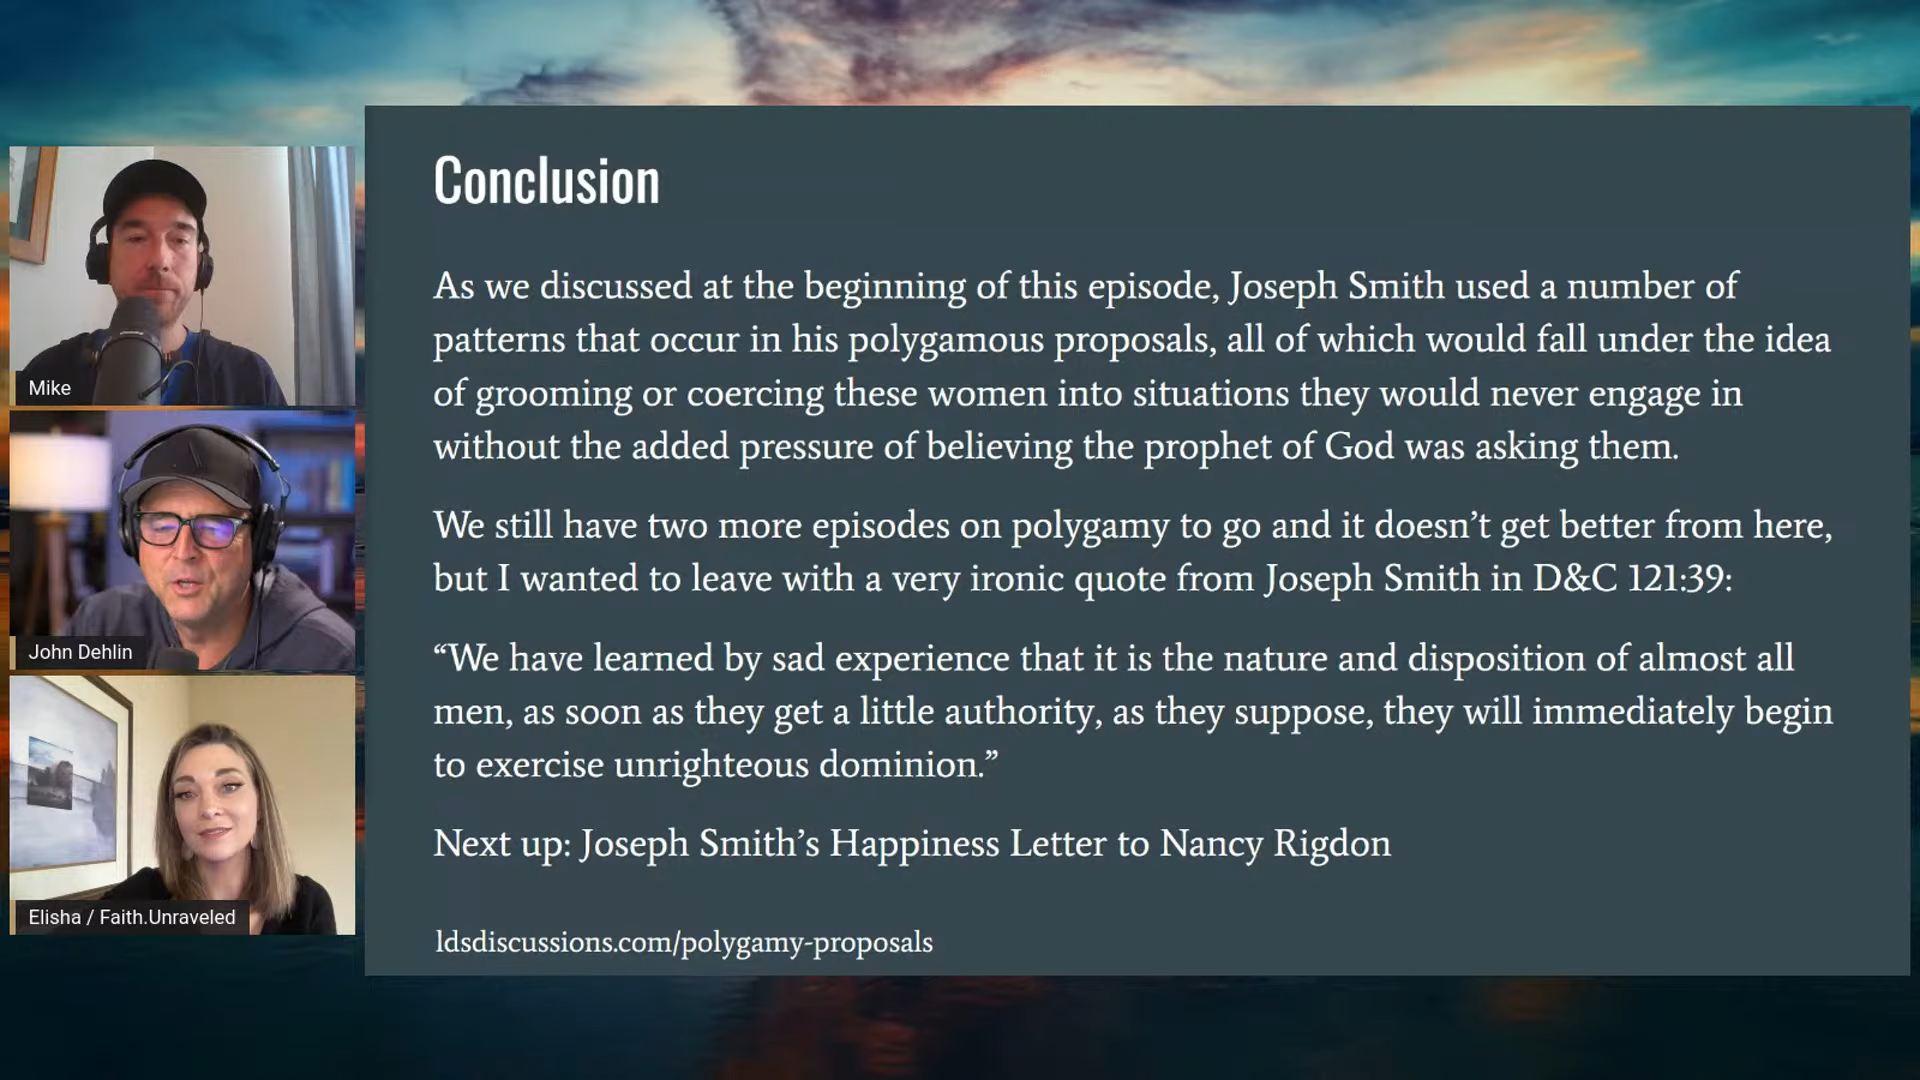 Conclusion
As we discussed at the beginning of this episode, Joseph Smith used a number of
patterns that occur in his polygamous proposals, all of which would fall under the idea
of grooming or coercing these women into situations they would never engage in
without the added pressure of believing the prophet of God was asking them.
We still have two more episodes on polygamy to go and it doesn’t get better from here,
but I wanted to leave with a very ironic quote from Joseph Smith in D&C 121:39:
“We have learned by sad experience that it is the nature and disposition of almost all
men, as soon as they get a little authority, as they suppose, they will immediately begin
to exercise unrighteous dominion.”
Next up: Joseph Smith’s Happiness Letter to Nancy Rigdon
ldsdiscussions.com/polygamy-proposals
Mike
John Dehlin
Elisha / Faith.Unraveled